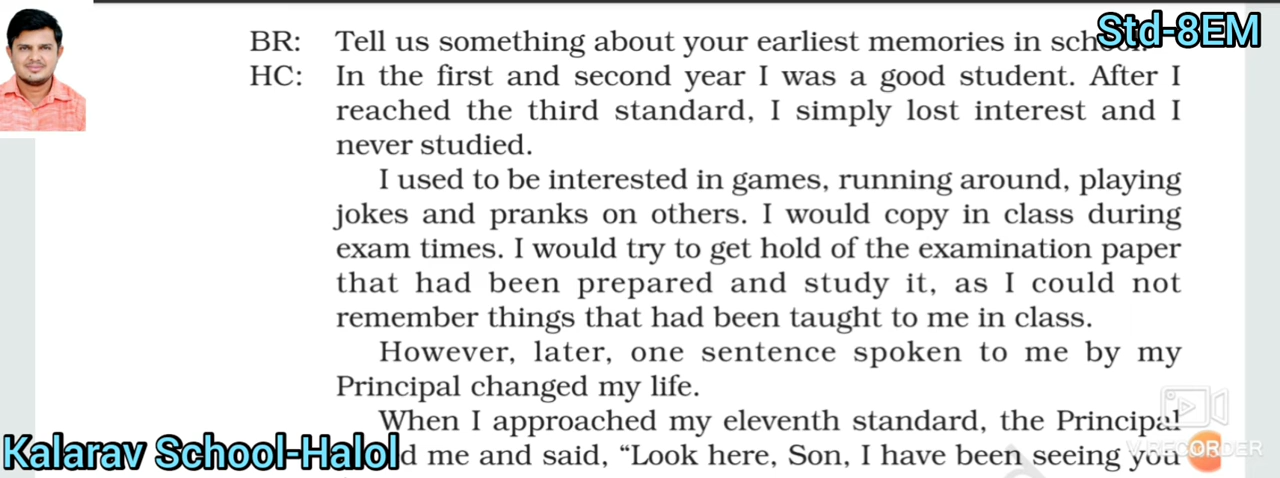 Std-8EM
BR: Tell us something about your earliest memories in school.
HC: In the first and second year I was a good student. After I
reached the third standard, I simply lost interest and I
never studied.
I used to be interested in games, running around, playing
jokes and pranks on others. I would copy in class during
exam times. I would try to get hold of the examination paper
that had been prepared and study it, as I could not
remember things that had been taught to me in class.
However, later, one sentence spoken to me by my
Principal changed my life.
When I approached my eleventh standard, the Principal
Kalarav School-Halol
me and said, “Look here, Son, I have been seeing you
V RECORDER